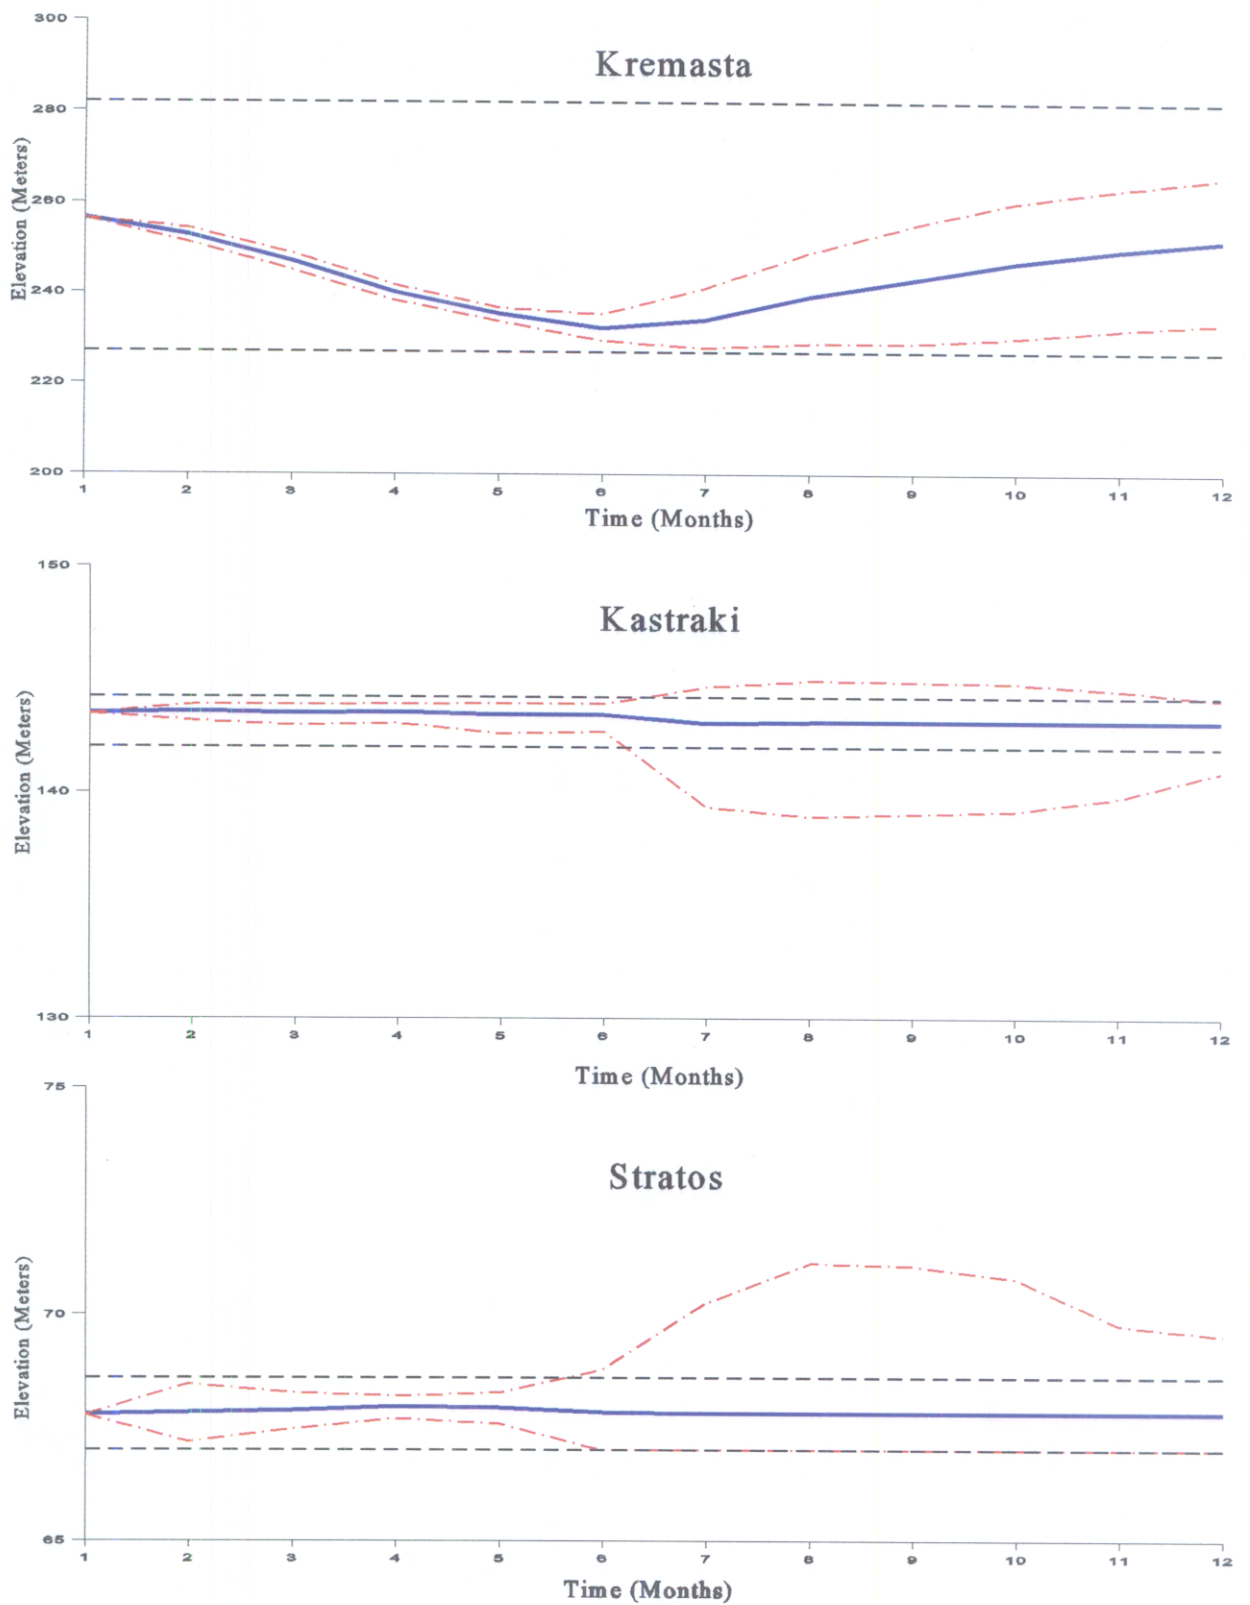 300
Kremasta
280
260
240
220
200
Elevation (Meters)
1 2 3 4 5 6 7 8 9 10 11 12
Time (Months)
150
Kastraki
140
130
Elevation (Meters)
1 2 3 4 5 6 7 8 9 10 11 12
Time (Months)
75
Stratos
70
65
Elevation (Meters)
1 2 3 4 5 6 7 8 9 10 11 12
Time (Months)